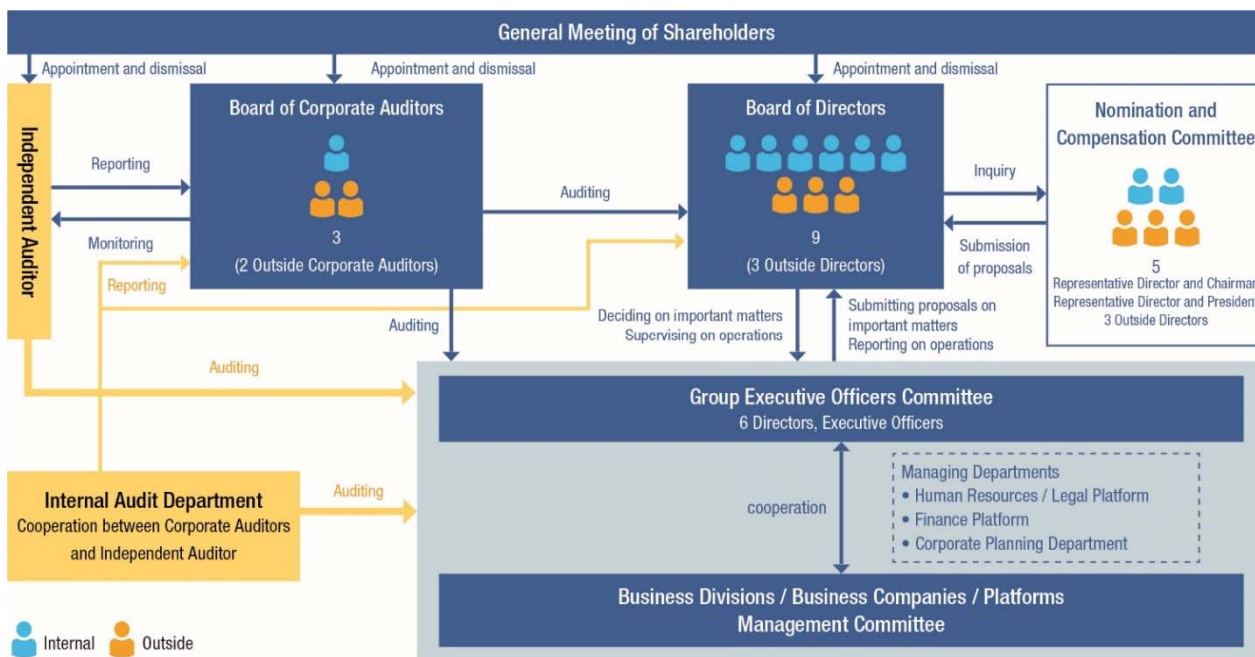 General Meeting of Shareholders
Appointment and dismissal
Appointment and dismissal
Appointment and dismissal
Independent Auditor
Board of Corporate Auditors
3
(2 Outside Corporate Auditors)
Board of Directors
9
(3 Outside Directors)
Nomination and
Compensation Committee
5
Representative Director and Chairman
Representative Director and President
3 Outside Directors
Reporting
Monitoring
Reporting
Auditing
Inquiry
Submission
of proposals
Auditing
Deciding on important matters
Supervising on operations
Submitting proposals on
important matters
Reporting on operations
Auditing
Group Executive Officers Committee
6 Directors, Executive Officers
Internal Audit Department
Cooperation between Corporate Auditors
and Independent Auditor
Auditing
cooperation
Managing Departments
• Human Resources / Legal Platform
• Finance Platform
• Corporate Planning Department
Business Divisions / Business Companies / Platforms
Management Committee
Internal
Outside